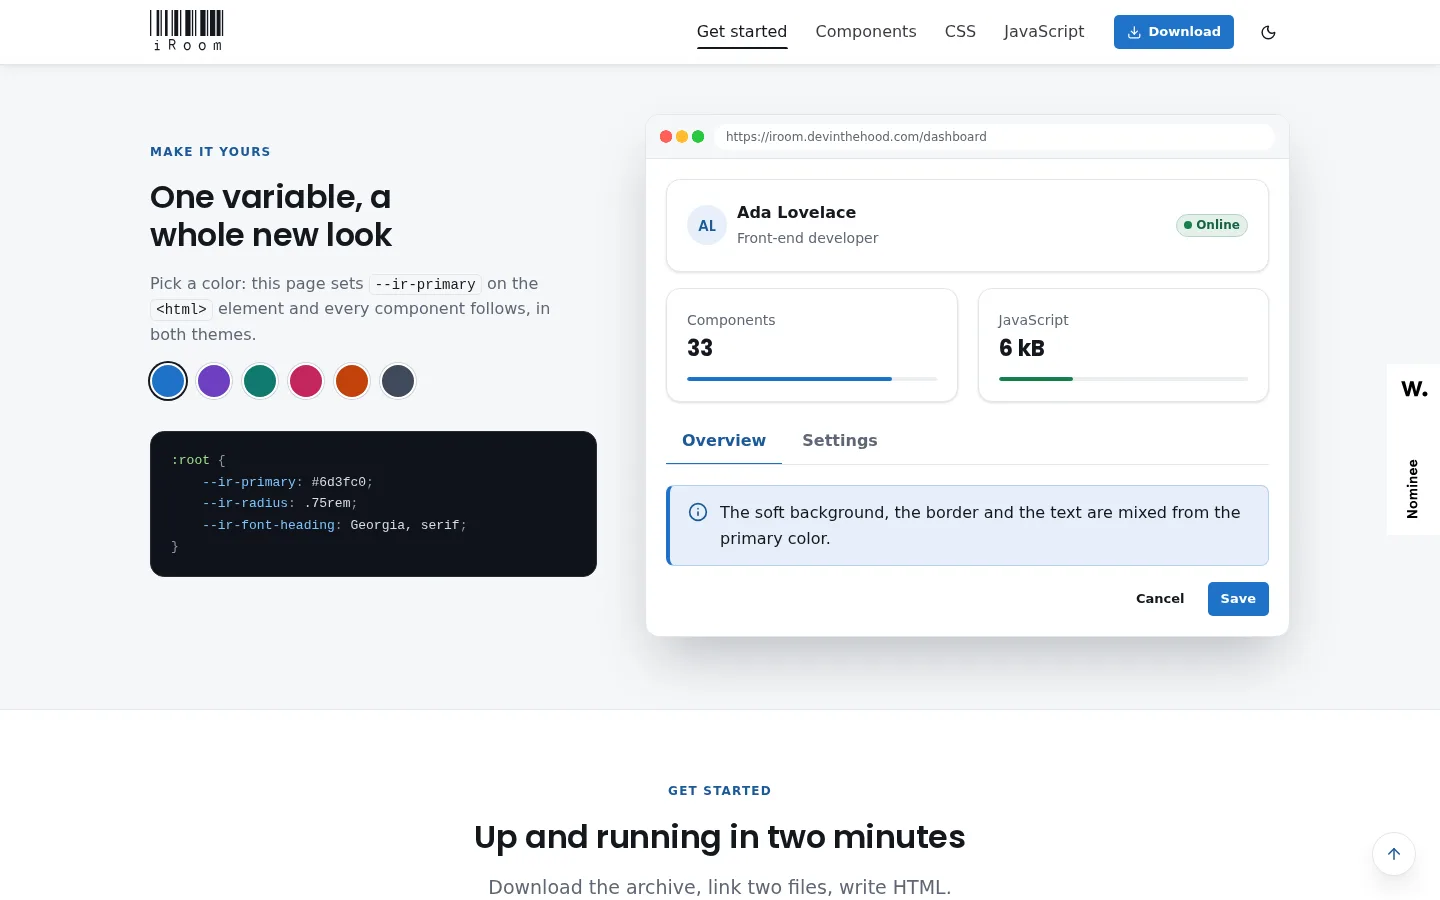 iRoom
Get started
Components
CSS
JavaScript
Download
MAKE IT YOURS
One variable, a
whole new look
Pick a color: this page sets --ir-primary on the
<html> element and every component follows, in
both themes.
:root {
--ir-primary: #6d3fc0;
--ir-radius: .75rem;
--ir-font-heading: Georgia, serif;
}
https://iroom.devinthehood.com/dashboard
AL
Ada Lovelace
Front-end developer
Online
Components
33
JavaScript
6 kB
Overview
Settings
The soft background, the border and the text are mixed from the
primary color.
Cancel
Save
W.
Nominee
GET STARTED
Up and running in two minutes
Download the archive, link two files, write HTML.